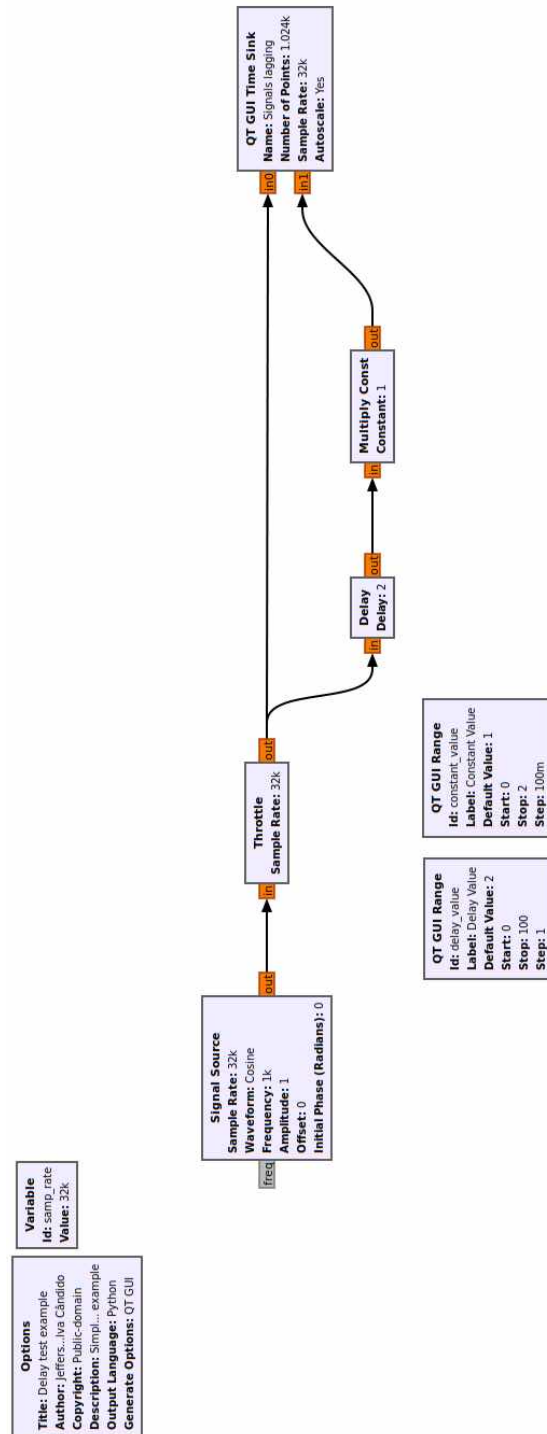 Options
Title: Delay test example
Author: Jeffers...lva Cândido
Copyright: Public-domain
Description: Simpl... example
Output Language: Python
Generate Options: QT GUI
Variable
Id: samp_rate
Value: 32k
freq
Signal Source
Sample Rate: 32k
Waveform: Cosine
Frequency: 1k
Amplitude: 1
Offset: 0
Initial Phase (Radians): 0
out
in
Throttle
Sample Rate: 32k
out
in
Delay
Delay: 2
out
in
Multiply Const
Constant: 1
out
in0
in1
QT GUI Time Sink
Name: Signals lagging
Number of Points: 1.024k
Sample Rate: 32k
Autoscale: Yes
QT GUI Range
Id: delay_value
Label: Delay Value
Default Value: 2
Start: 0
Stop: 100
Step: 1
QT GUI Range
Id: constant_value
Label: Constant Value
Default Value: 1
Start: 0
Stop: 2
Step: 100m